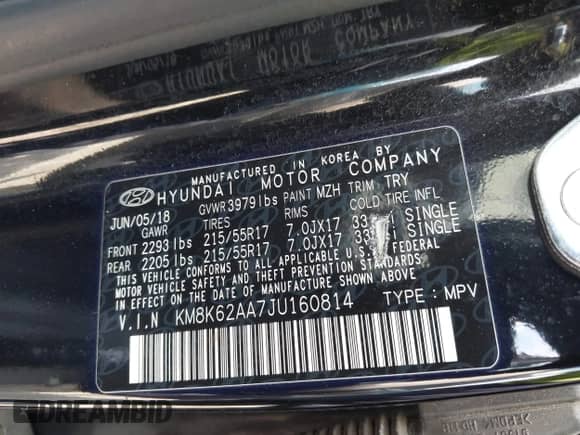 MANUFACTURED IN KOREA BY
HYUNDAI MOTOR COMPANY
JUN/05/18 GVWR 3979 lbs PAINT MZH TRIM TRY
GAWR TIRES RIMS COLD TIRE INFL
FRONT 2293 lbs 215/55R17 7.0JX17 33 SINGLE
REAR 2205 lbs 215/55R17 7.0JX17 33 SINGLE
THIS VEHICLE CONFORMS TO ALL APPLICABLE U.S FEDERAL
MOTOR VEHICLE SAFETY AND THEFT PREVENTION STANDARDS
IN EFFECT ON THE DATE OF MANUFACTURE SHOWN ABOVE.
V.I.N KM8K62AA7JU160814 TYPE : MPV
DREAMBID